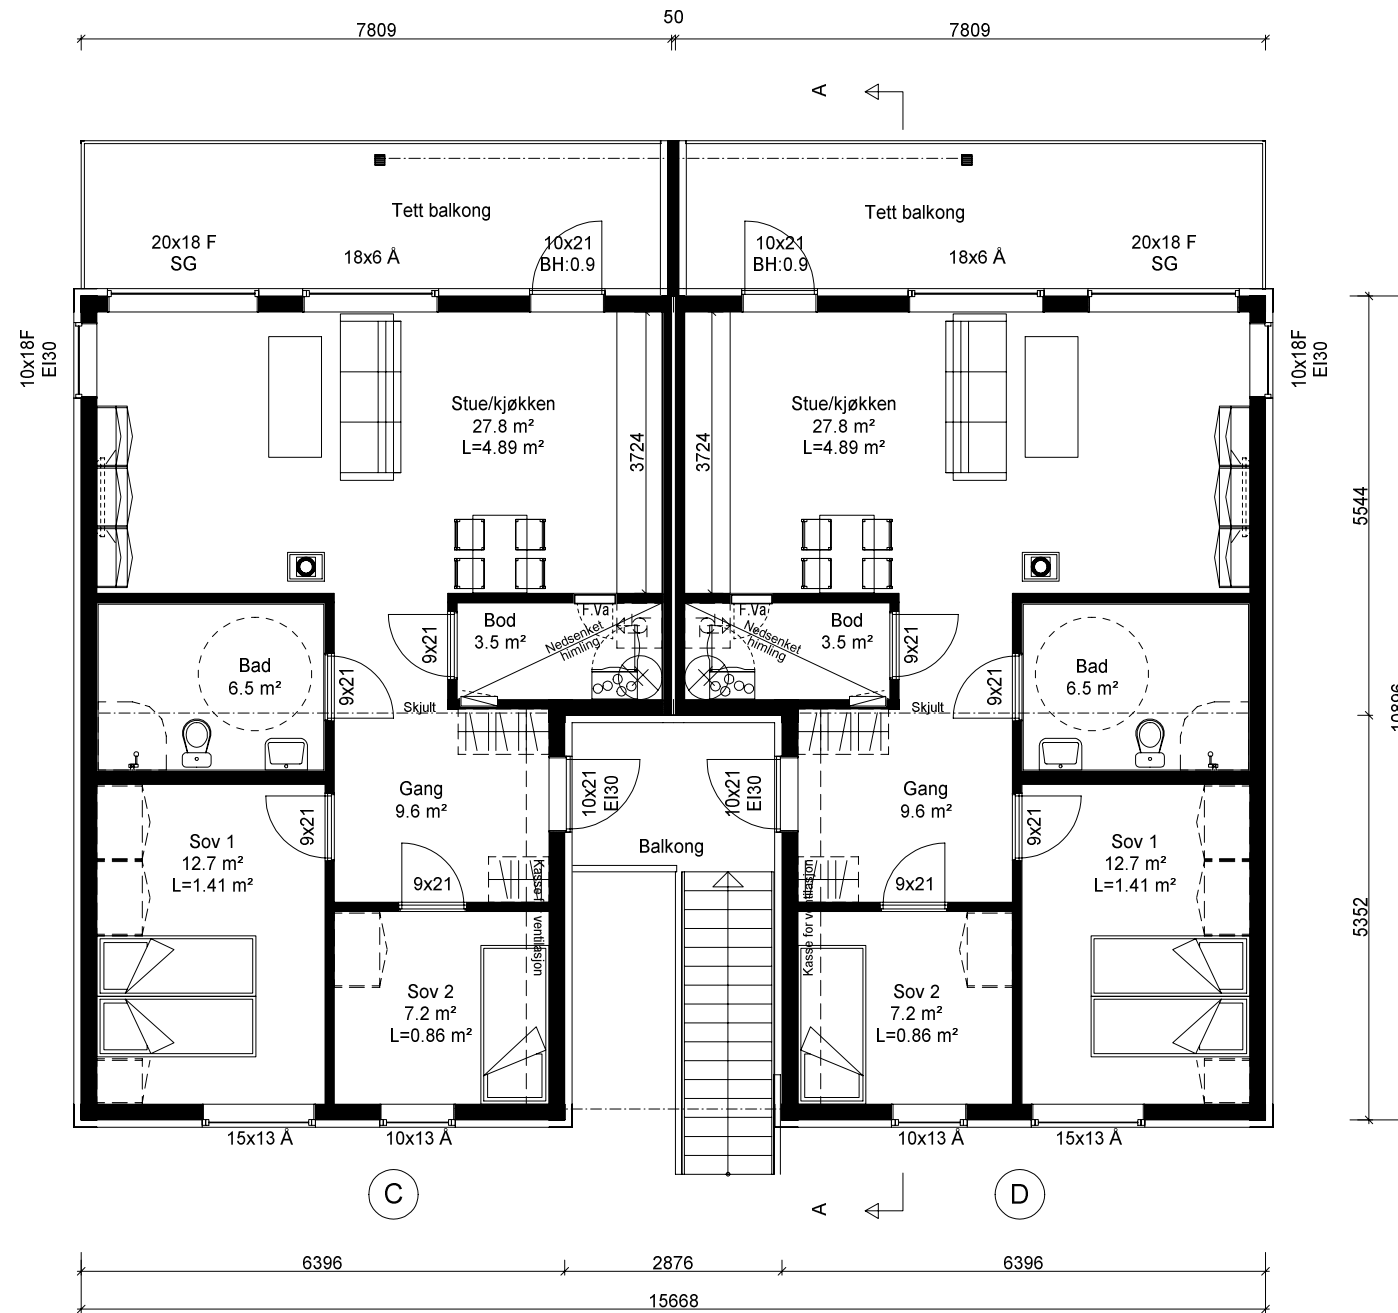 50
7809
7809
A
Tett balkong
Tett balkong
20x18 F
SG
18x6 Å
10x21
BH:0.9
10x21
BH:0.9
18x6 Å
20x18 F
SG
10x18F
EI30
10x18F
EI30
Stue/kjøkken
27.8 m²
L=4.89 m²
Stue/kjøkken
27.8 m²
L=4.89 m²
3724
3724
5544
Bod
3.5 m²
F.Va
Nedsenket
himling
F.Va
Nedsenket
himling
Bod
3.5 m²
9x21
9x21
Bad
6.5 m²
9x21
9x21
Bad
6.5 m²
Skjult
Skjult
10896
Gang
9.6 m²
10x21
EI30
10x21
EI30
Gang
9.6 m²
9x21
9x21
Balkong
Sov 1
12.7 m²
L=1.41 m²
Sov 1
12.7 m²
L=1.41 m²
9x21
9x21
Kasse f ventilasjon
Kasse for ventilasjon
5352
Sov 2
7.2 m²
L=0.86 m²
Sov 2
7.2 m²
L=0.86 m²
15x13 Å
10x13 Å
10x13 Å
15x13 Å
C
D
A
6396
2876
6396
15668